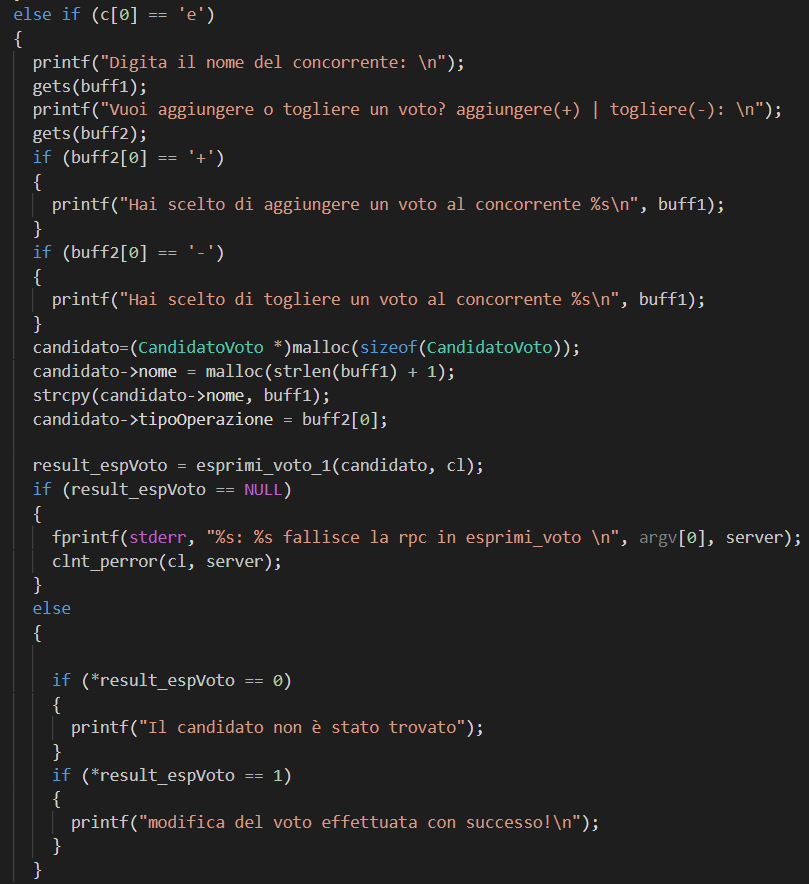 else if (c[0] == 'e')
{
printf("Digita il nome del concorrente: \n");
gets(buff1);
printf("Vuoi aggiungere o togliere un voto? aggiungere(+) | togliere(-): \n");
gets(buff2);
if (buff2[0] == '+')
{
printf("Hai scelto di aggiungere un voto al concorrente %s\n", buff1);
}
if (buff2[0] == '-')
{
printf("Hai scelto di togliere un voto al concorrente %s\n", buff1);
}
candidato=(CandidatoVoto *)malloc(sizeof(CandidatoVoto));
candidato->nome = malloc(strlen(buff1) + 1);
strcpy(candidato->nome, buff1);
candidato->tipoOperazione = buff2[0];
result_espVoto = esprimi_voto_1(candidato, cl);
if (result_espVoto == NULL)
{
fprintf(stderr, "%s: %s fallisce la rpc in esprimi_voto \n", argv[0], server);
clnt_perror(cl, server);
}
else
{
if (*result_espVoto == 0)
{
printf("Il candidato non è stato trovato");
}
if (*result_espVoto == 1)
{
printf("modifica del voto effettuata con successo!\n");
}
}